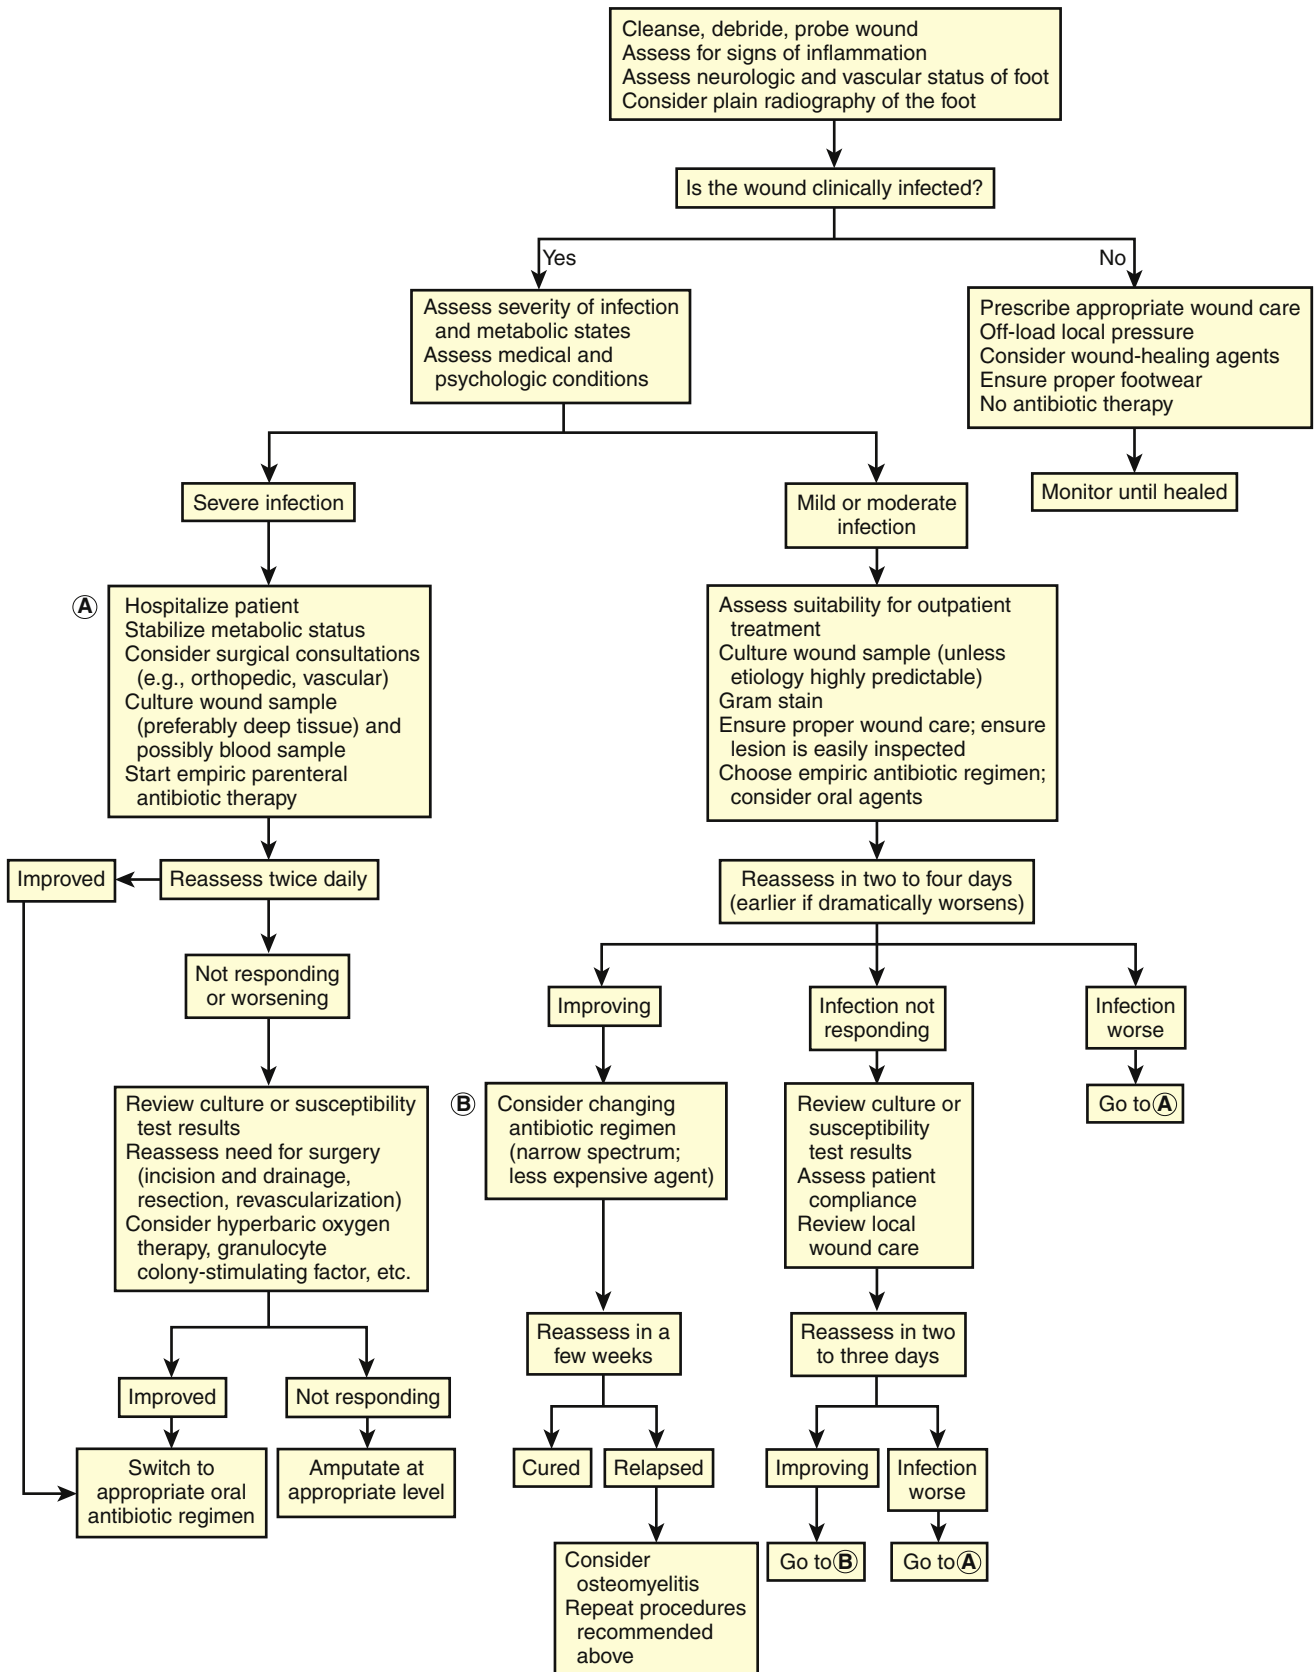 Cleanse, debride, probe wound
Assess for signs of inflammation
Assess neurologic and vascular status of foot
Consider plain radiography of the foot
Is the wound clinically infected?
Yes
No
Assess severity of infection
and metabolic states
Assess medical and
psychologic conditions
Prescribe appropriate wound care
Off-load local pressure
Consider wound-healing agents
Ensure proper footwear
No antibiotic therapy
Monitor until healed
Severe infection
Mild or moderate
infection
A
Hospitalize patient
Stabilize metabolic status
Consider surgical consultations
(e.g., orthopedic, vascular)
Culture wound sample
(preferably deep tissue) and
possibly blood sample
Start empiric parenteral
antibiotic therapy
Assess suitability for outpatient
treatment
Culture wound sample (unless
etiology highly predictable)
Gram stain
Ensure proper wound care; ensure
lesion is easily inspected
Choose empiric antibiotic regimen;
consider oral agents
Improved
Reassess twice daily
Reassess in two to four days
(earlier if dramatically worsens)
Not responding
or worsening
Improving
Infection not
responding
Infection
worse
Review culture or susceptibility
test results
Reassess need for surgery
(incision and drainage,
resection, revascularization)
Consider hyperbaric oxygen
therapy, granulocyte
colony-stimulating factor, etc.
B
Consider changing
antibiotic regimen
(narrow spectrum;
less expensive agent)
Review culture or
susceptibility
test results
Assess patient
compliance
Review local
wound care
Go to A
Reassess in a
few weeks
Reassess in two
to three days
Improved
Not responding
Switch to
appropriate oral
antibiotic regimen
Amputate at
appropriate level
Cured
Relapsed
Improving
Infection
worse
Consider
osteomyelitis
Repeat procedures
recommended
above
Go to B
Go to A